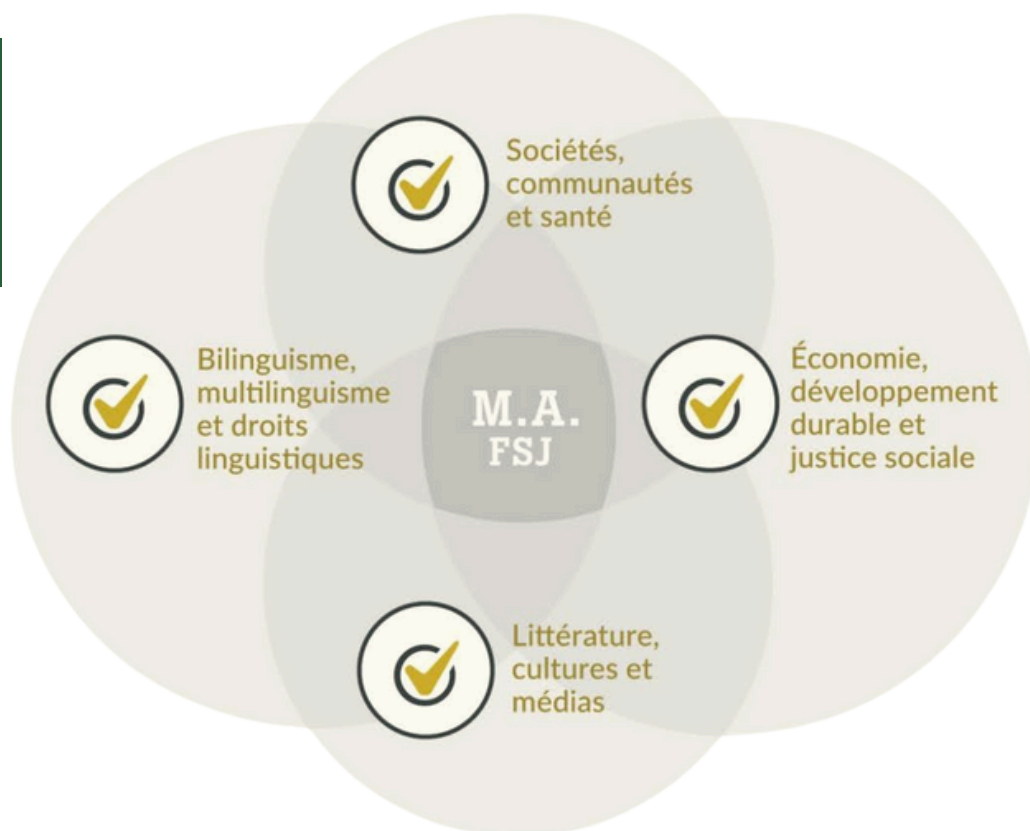 Sociétés,
communautés
et santé
Bilinguisme,
multilinguisme
et droits
linguistiques
M.A.
FSJ
Économie,
développement
durable et
justice sociale
Littérature,
cultures et
médias